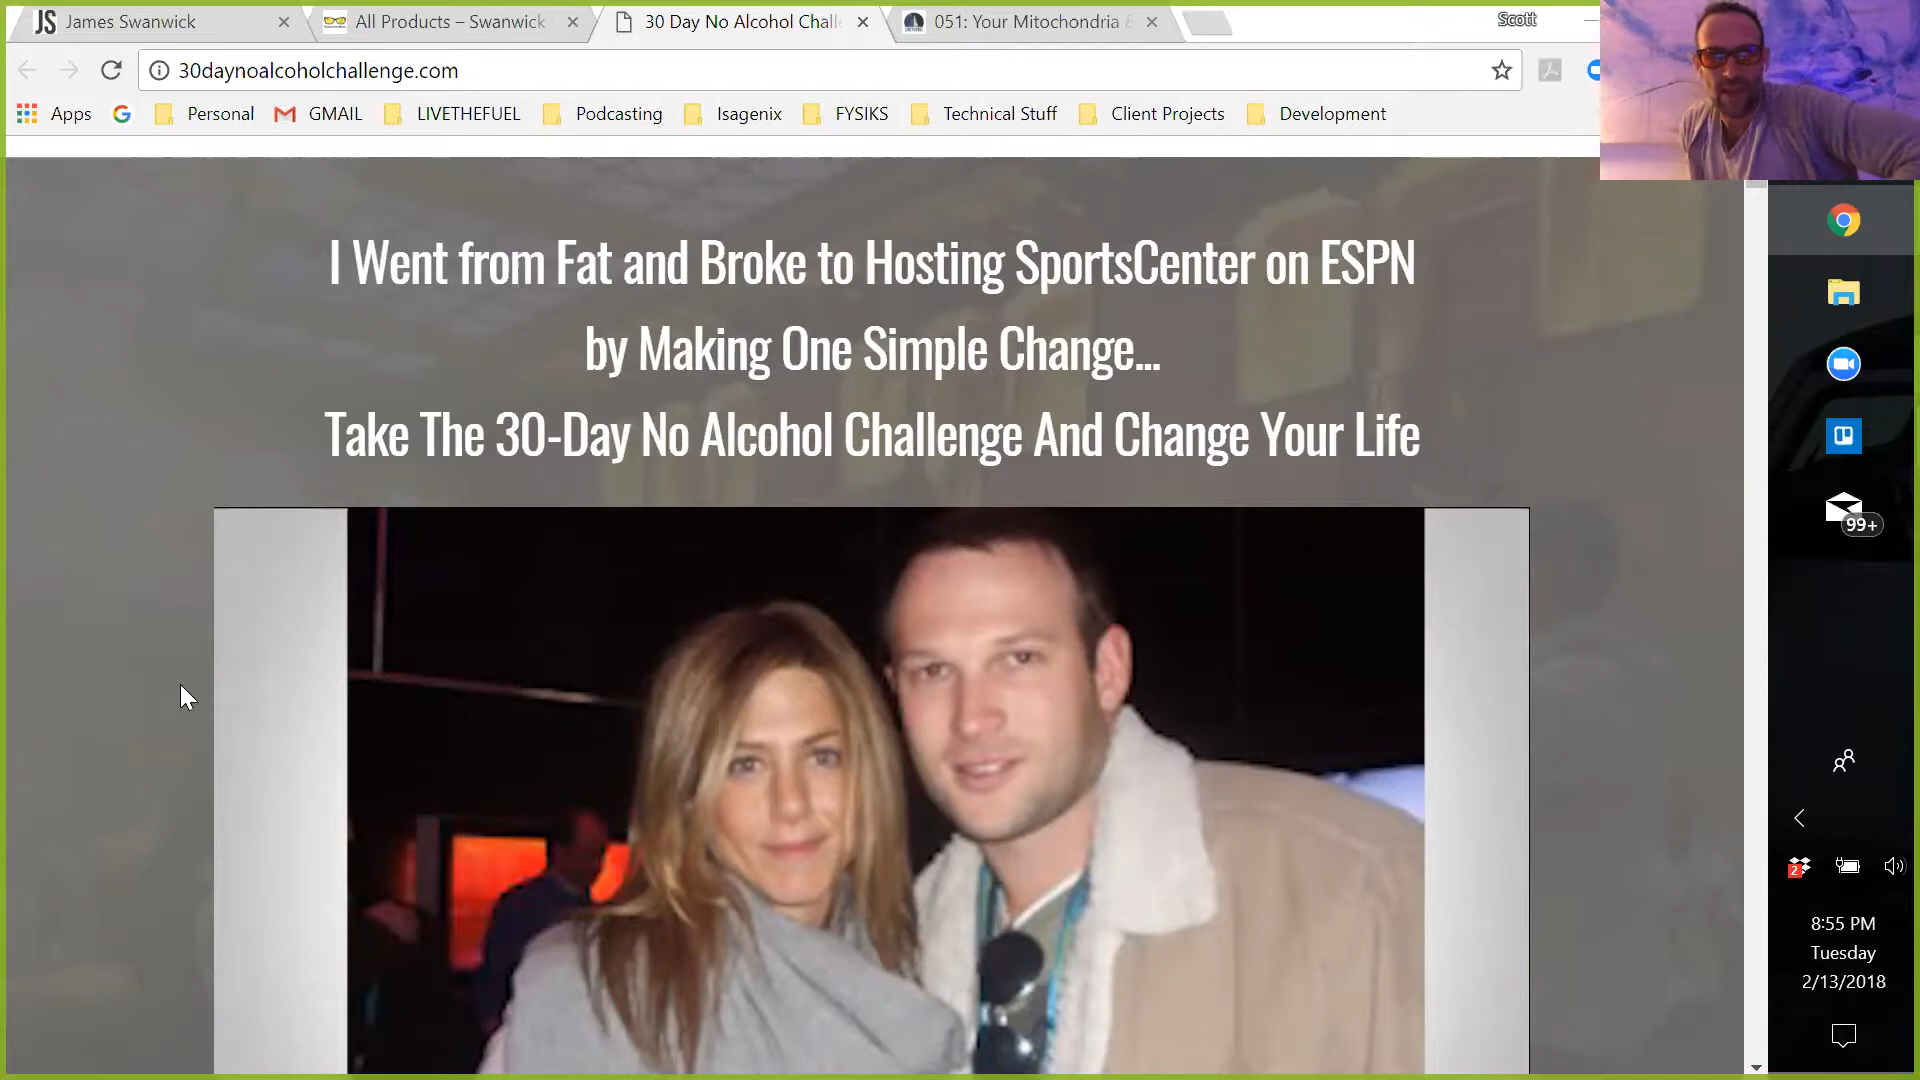 JS James Swanwick
All Products – Swanwick
30 Day No Alcohol Chall
051: Your Mitochondria &
Scott
30daynoalcoholchallenge.com
Apps
Personal
GMAIL
LIVETHEFUEL
Podcasting
Isagenix
FYSIKS
Technical Stuff
Client Projects
Development
I Went from Fat and Broke to Hosting SportsCenter on ESPN
by Making One Simple Change...
Take The 30-Day No Alcohol Challenge And Change Your Life
99+
2
8:55 PM
Tuesday
2/13/2018